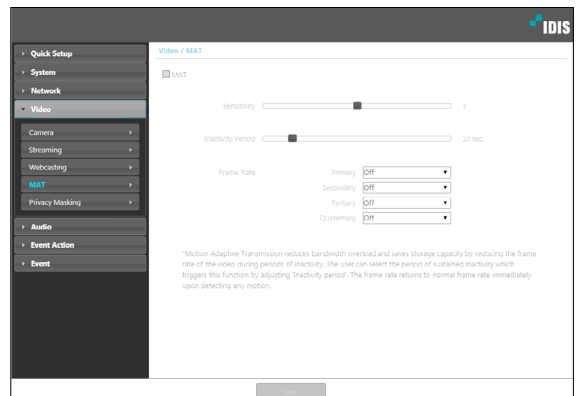 IDIS
Quick Setup
System
Network
Video
Camera
Streaming
Webcasting
MAT
Privacy Masking
Audio
Event Action
Event
Video / MAT
MAT
Sensitivity
Inactivity Period 10 sec.
Frame Rate Primary Off
Secondary Off
Tertiary Off
Quaternary Off
*Motion Adaptive Transmission reduces bandwidth overload and saves storage capacity by reducing the frame
rate of the video during periods of inactivity. The user can select the period of sustained inactivity which
triggers this function by adjusting 'Inactivity period'. The frame rate returns to normal frame rate immediately
upon detecting any motion.